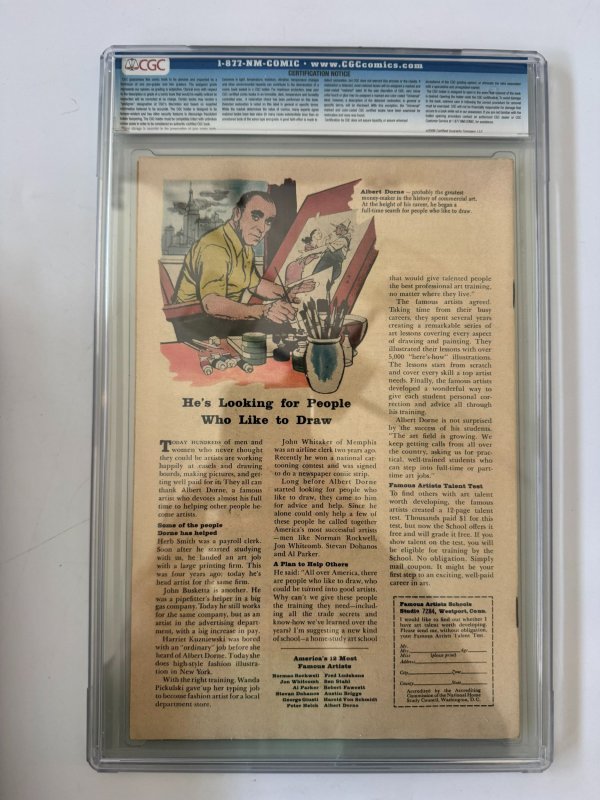 CGC
1-877-NM-COMIC • www.CGCcomics.com
CERTIFICATION NOTICE
Albert Dorne — probably the greatest
money-maker in the history of commercial art.
At the height of his career, he began a
full-time search for people who like to draw.
He's Looking for People
Who Like to Draw
TODAY HUNDREDS of men and
women who never thought
they could be artists are working
happily at easels and drawing
boards, making pictures, and get-
ting well paid for it. They all can
thank Albert Dorne, a famous
artist who devotes almost his full
time to helping other people be-
come artists.
Some of the people
Dorne has helped
Herb Smith was a payroll clerk.
Soon after he started studying
with us, he landed an art job
with a large printing firm. This
was four years ago; today he's
head artist for the same firm.
John Busketta is another. He
was a pipefitter's helper in a big
gas company. Today he still works
for the same company, but as an
artist in the advertising depart-
ment, with a big increase in pay.
Harriet Kuzniewski was bored
with an "ordinary" job before she
heard of Albert Dorne. Today she
does high-style fashion illustra-
tion in New York.
With the right training, Wanda
Pickulski gave up her typing job
to become fashion artist for a local
department store.
John Whitaker of Memphis
was an airline clerk two years ago.
Recently he won a national car-
tooning contest and was signed
to do a newspaper comic strip.
Long before Albert Dorne
started looking for people who
like to draw, they came to him
for advice and help. Since he
alone could only help a few of
these people he called together
America's most successful artists
—men like Norman Rockwell,
Jon Whitcomb, Stevan Dohanos
and Al Parker.
A Plan to Help Others
He said: "All over America, there
are people who like to draw, who
could be turned into good artists.
Why can't we give these people
the training they need—includ-
ing all the trade secrets and
know-how we've learned over the
years? I'm suggesting a new kind
of school—a home-study art school
America's 12 Most
Famous Artists
Norman Rockwell
Jon Whitcomb
Al Parker
Stevan Dohanos
George Giusti
Peter Helck
Fred Ludekens
Ben Stahl
Robert Fawcett
Austin Briggs
Harold Von Schmidt
Albert Dorne
that would give talented people
the best professional art training,
no matter where they live."
The famous artists agreed.
Taking time from their busy
careers, they spent several years
creating a remarkable series of
art lessons covering every aspect
of drawing and painting. They
illustrated their lessons with over
5,000 "here's-how" illustrations.
The lessons start from scratch
and cover every skill a top artist
needs. Finally, the famous artists
developed a wonderful way to
give each student personal cor-
rection and advice all through
his training.
Albert Dorne is not surprised
by the success of his students.
"The art field is growing. We
keep getting calls from all over
the country, asking us for prac-
tical, well-trained students who
can step into full-time or part-
time art jobs."
Famous Artists Talent Test
To find others with art talent
worth developing, the famous
artists created a 12-page talent
test. Thousands paid $1 for this
test, but now the School offers it
free and will grade it free. If you
show talent on the test, you will
be eligible for training by the
School. No obligation. Simply
mail coupon. It might be your
first step to an exciting, well-paid
career in art.
Famous Artists Schools
Studio 7284, Westport, Conn.
I would like to find out whether I
have art talent worth developing.
Please send me, without obligation,
your Famous Artists Talent Test.
Mr.
Mrs.
Miss
Age
(please print)
Address
City
Zone
County
State
Accredited by the Accrediting
Commission of the National Home
Study Council, Washington, D.C.